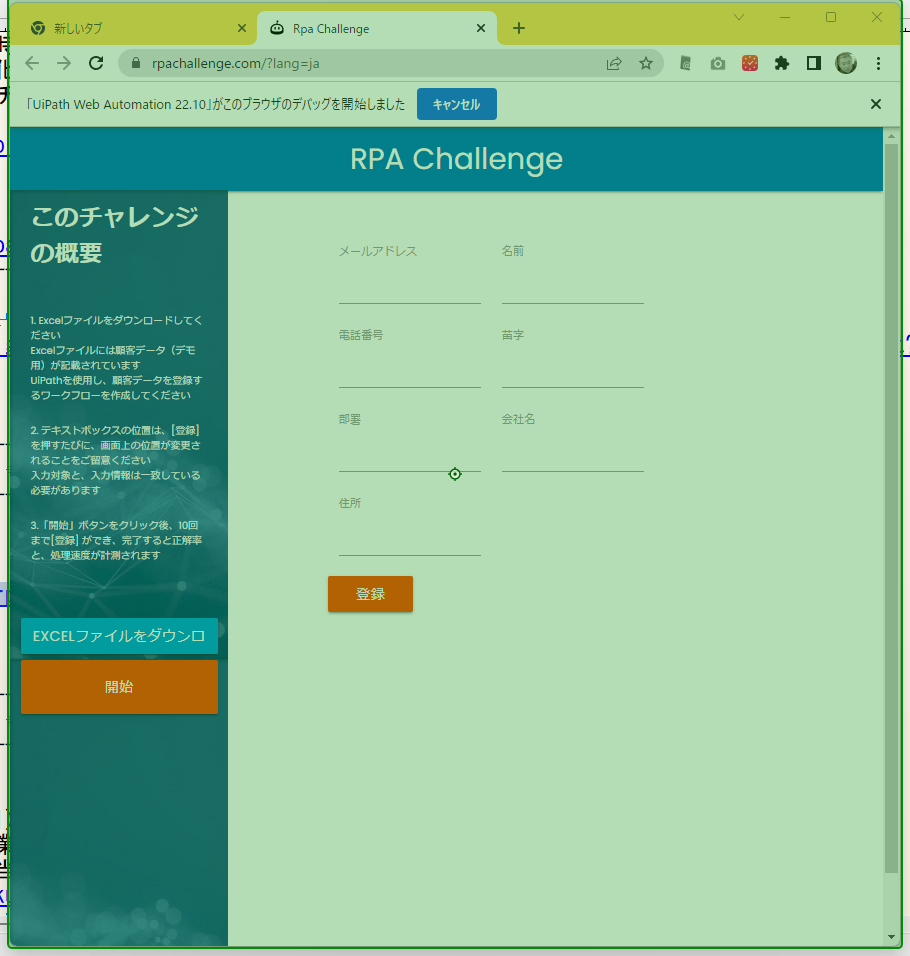 新しいタブ
Rpa Challenge
rpachallenge.com/?lang=ja
「UiPath Web Automation 22.10」がこのブラウザのデバッグを開始しました
キャンセル
RPA Challenge
このチャレンジ
の概要
1. Excelファイルをダウンロードしてく
ださい
Excelファイルには顧客データ（デモ
用）が記載されています
UiPathを使用し、顧客データを登録す
るワークフローを作成してください
2. テキストボックスの位置は、[登録]
を押すたびに、画面上の位置が変更さ
れることをご留意ください
入力対象と、入力情報は一致している
必要があります
3.「開始」ボタンをクリック後、10回
まで[登録] ができ、完了すると正解率
と、処理速度が計測されます
EXCELファイルをダウンロ
開始
メールアドレス
名前
電話番号
苗字
部署
会社名
住所
登録